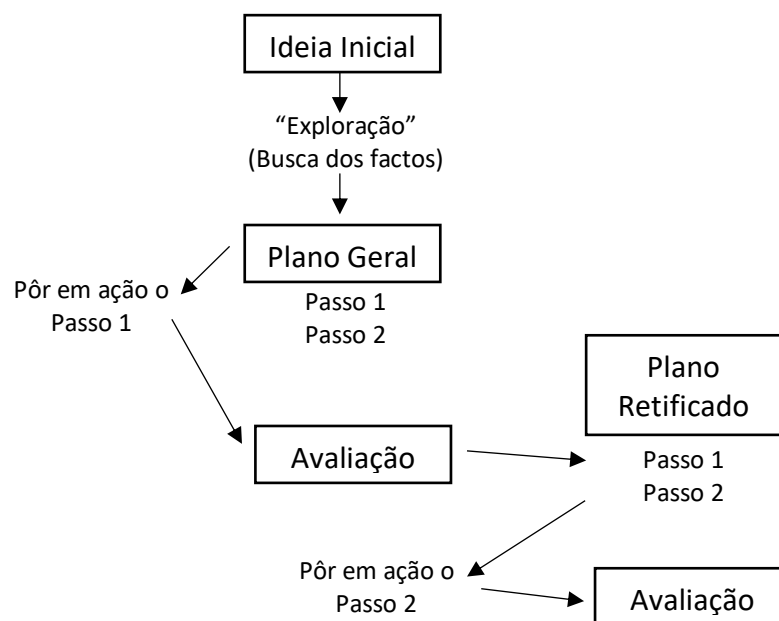 Ideia Inicial
“Exploração”
(Busca dos factos)
Plano Geral
Passo 1
Passo 2
Pôr em ação o
Passo 1
Avaliação
Plano
Retificado
Passo 1
Passo 2
Pôr em ação o
Passo 2
Avaliação